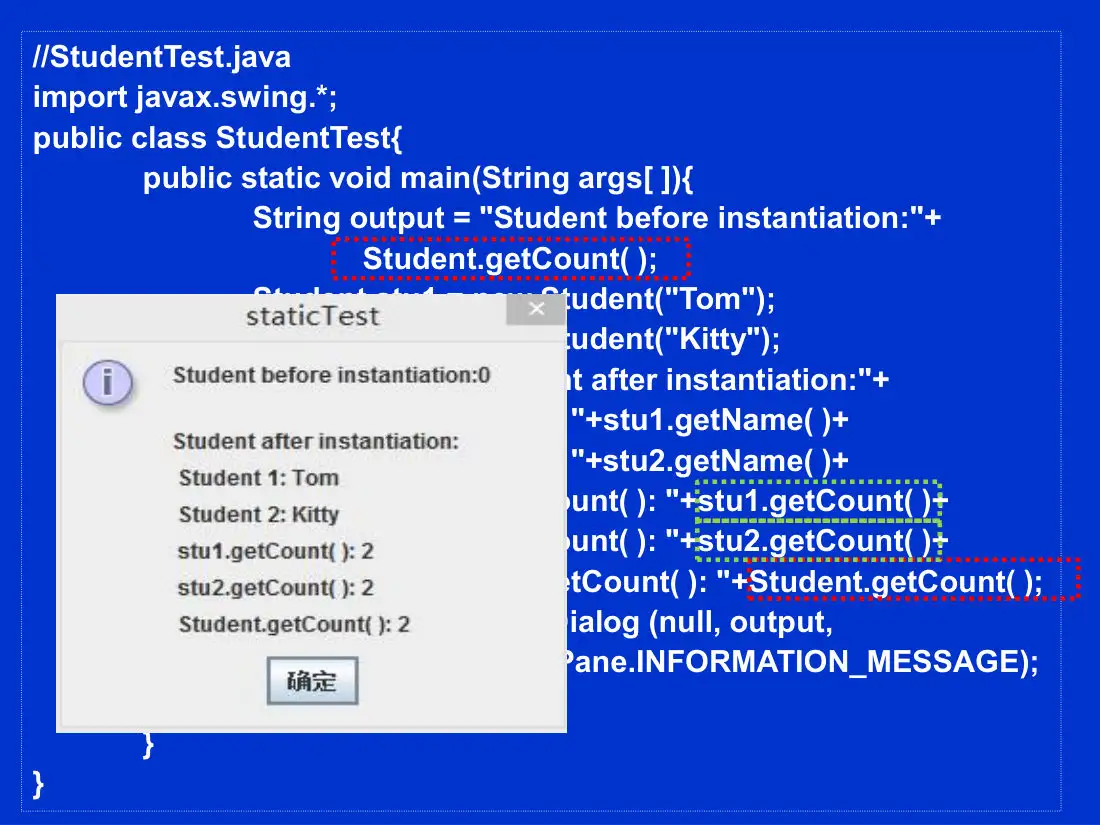 //StudentTest.java
import javax.swing.*;
public class StudentTest{
public static void main(String args[ ]){
String output = "Student before instantiation:"+
Student.getCount( );
tudent("Tom");
tudent("Kitty");
nt after instantiation:"+
"+stu1.getName( )+
"+stu2.getName( )+
ount( ): "+stu1.getCount( )+
ount( ): "+stu2.getCount( )+
etCount( ): "+Student.getCount( );
ialog (null, output,
Pane.INFORMATION_MESSAGE);
}
}
staticTest
Student before instantiation:0
Student after instantiation:
Student 1: Tom
Student 2: Kitty
stu1.getCount( ): 2
stu2.getCount( ): 2
Student.getCount( ): 2
确定